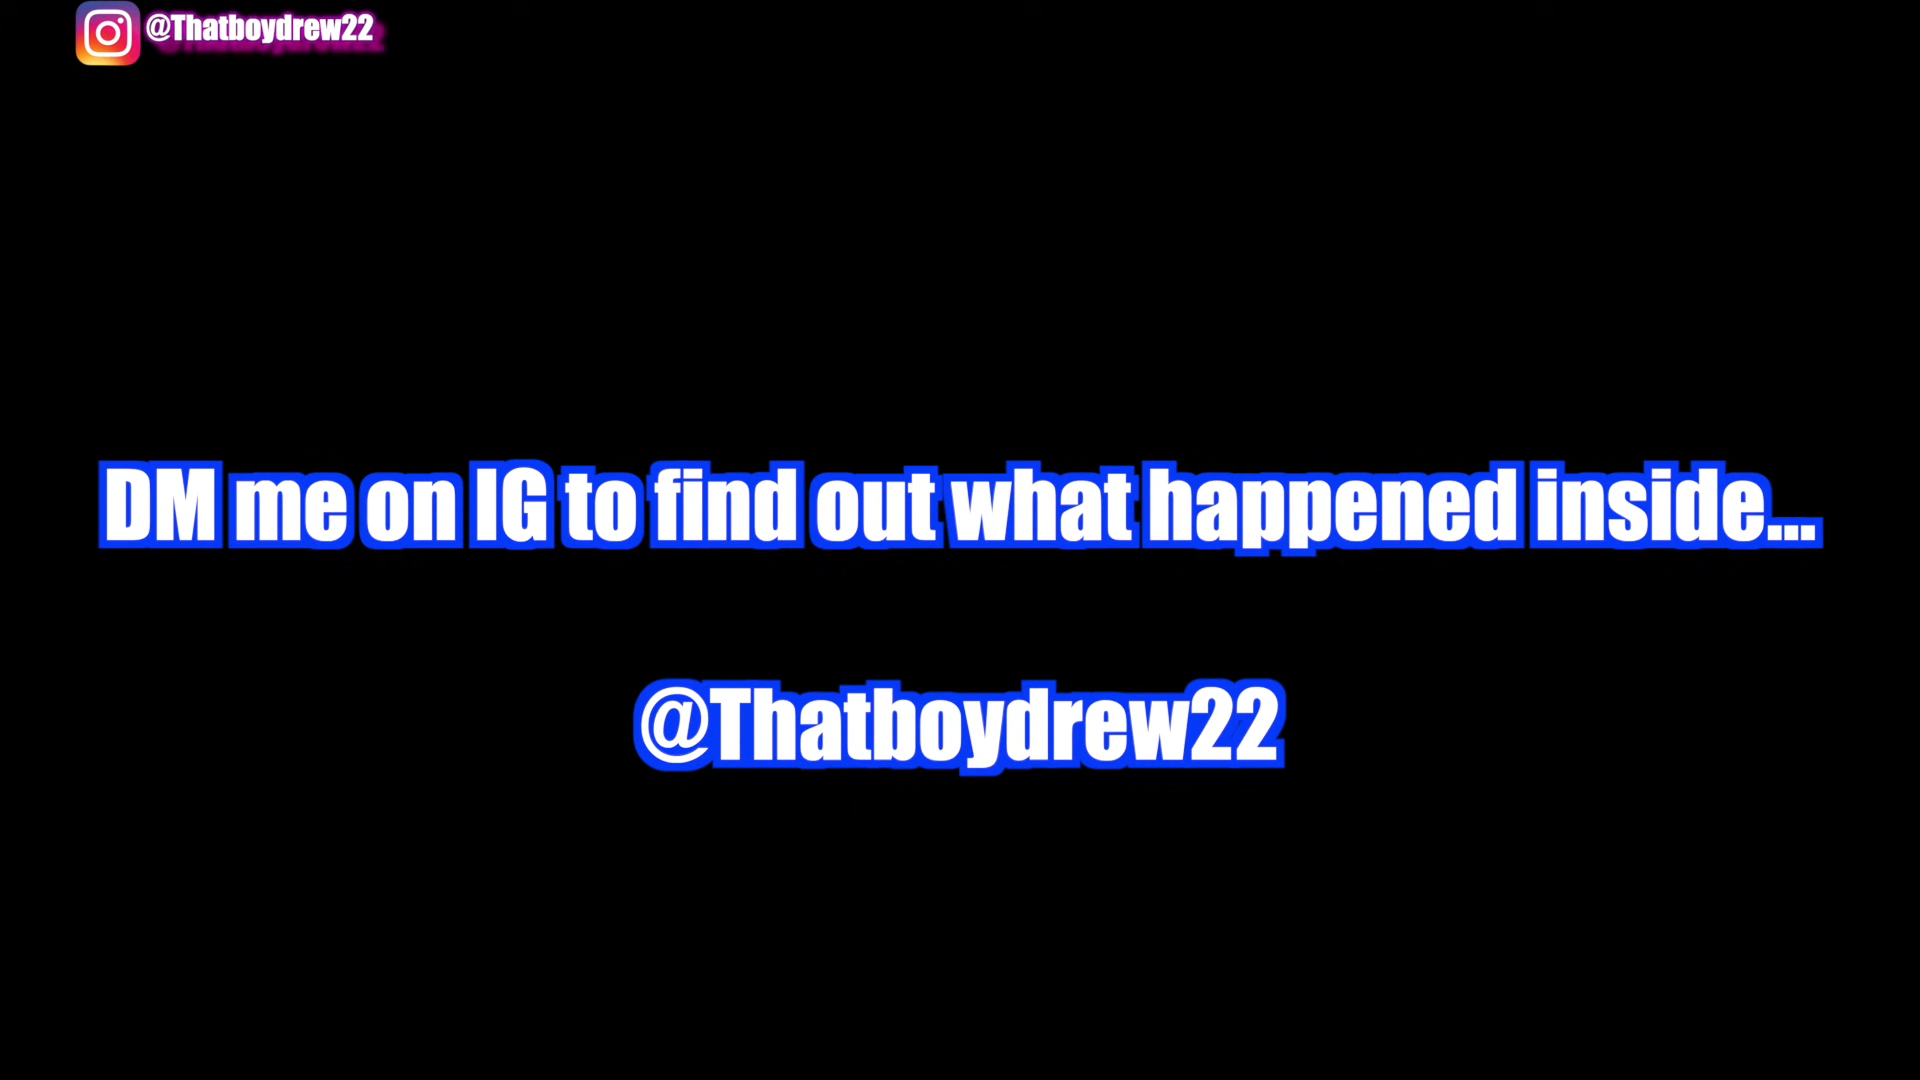 @Thatboydrew22
DM me on IG to find out what happened inside...
@Thatboydrew22